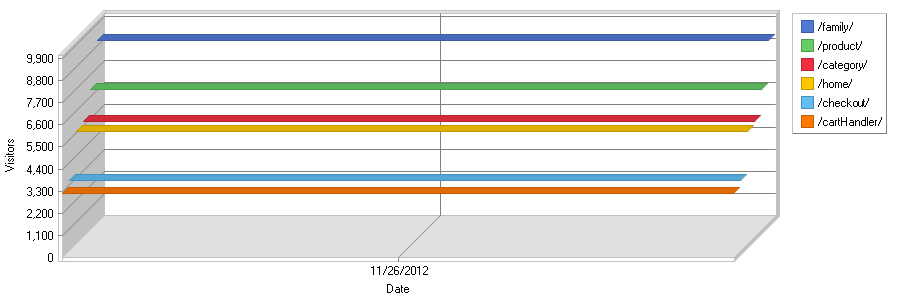 9,900
8,800
7,700
6,600
5,500
4,400
3,300
2,200
1,100
0
Visitors
11/26/2012
Date
/family/
/product/
/category/
/home/
/checkout/
/cartHandler/